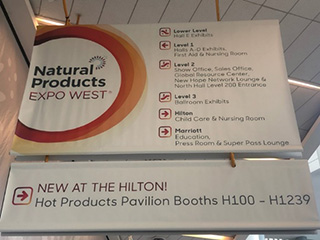 Natural
Products
EXPO WEST
Lower Level
Hall E Exhibits
Level 1
Halls A-D Exhibits,
First Aid & Nursing Room
Level 2
Show Office, Sales Office,
Global Resource Center,
New Hope Network Lounge &
North Hall Level 200 Entrance
Level 3
Ballroom Exhibits
Hilton
Child Care & Nursing Room
Marriott
Education,
Press Room & Super Pass Lounge
NEW AT THE HILTON!
Hot Products Pavilion Booths H100 - H1239